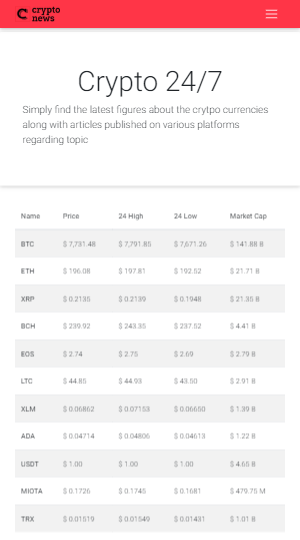 crypto
news
Crypto 24/7
Simply find the latest figures about the crytpo currencies
along with articles published on various platforms
regarding topic
Name Price 24 High 24 Low Market Cap
BTC $ 7,731.48 $ 7,791.85 $ 7,671.26 $ 141.88 B
ETH $ 196.08 $ 197.81 $ 192.52 $ 21.71 B
XRP $ 0.2135 $ 0.2139 $ 0.1948 $ 21.35 B
BCH $ 239.92 $ 243.35 $ 237.52 $ 4.41 B
EOS $ 2.74 $ 2.75 $ 2.69 $ 2.79 B
LTC $ 44.85 $ 44.93 $ 43.50 $ 2.91 B
XLM $ 0.06862 $ 0.07153 $ 0.06650 $ 1.39 B
ADA $ 0.04714 $ 0.04806 $ 0.04613 $ 1.22 B
USDT $ 1.00 $ 1.00 $ 1.00 $ 4.65 B
MIOTA $ 0.1726 $ 0.1745 $ 0.1681 $ 479.75 M
TRX $ 0.01519 $ 0.01549 $ 0.01431 $ 1.01 B